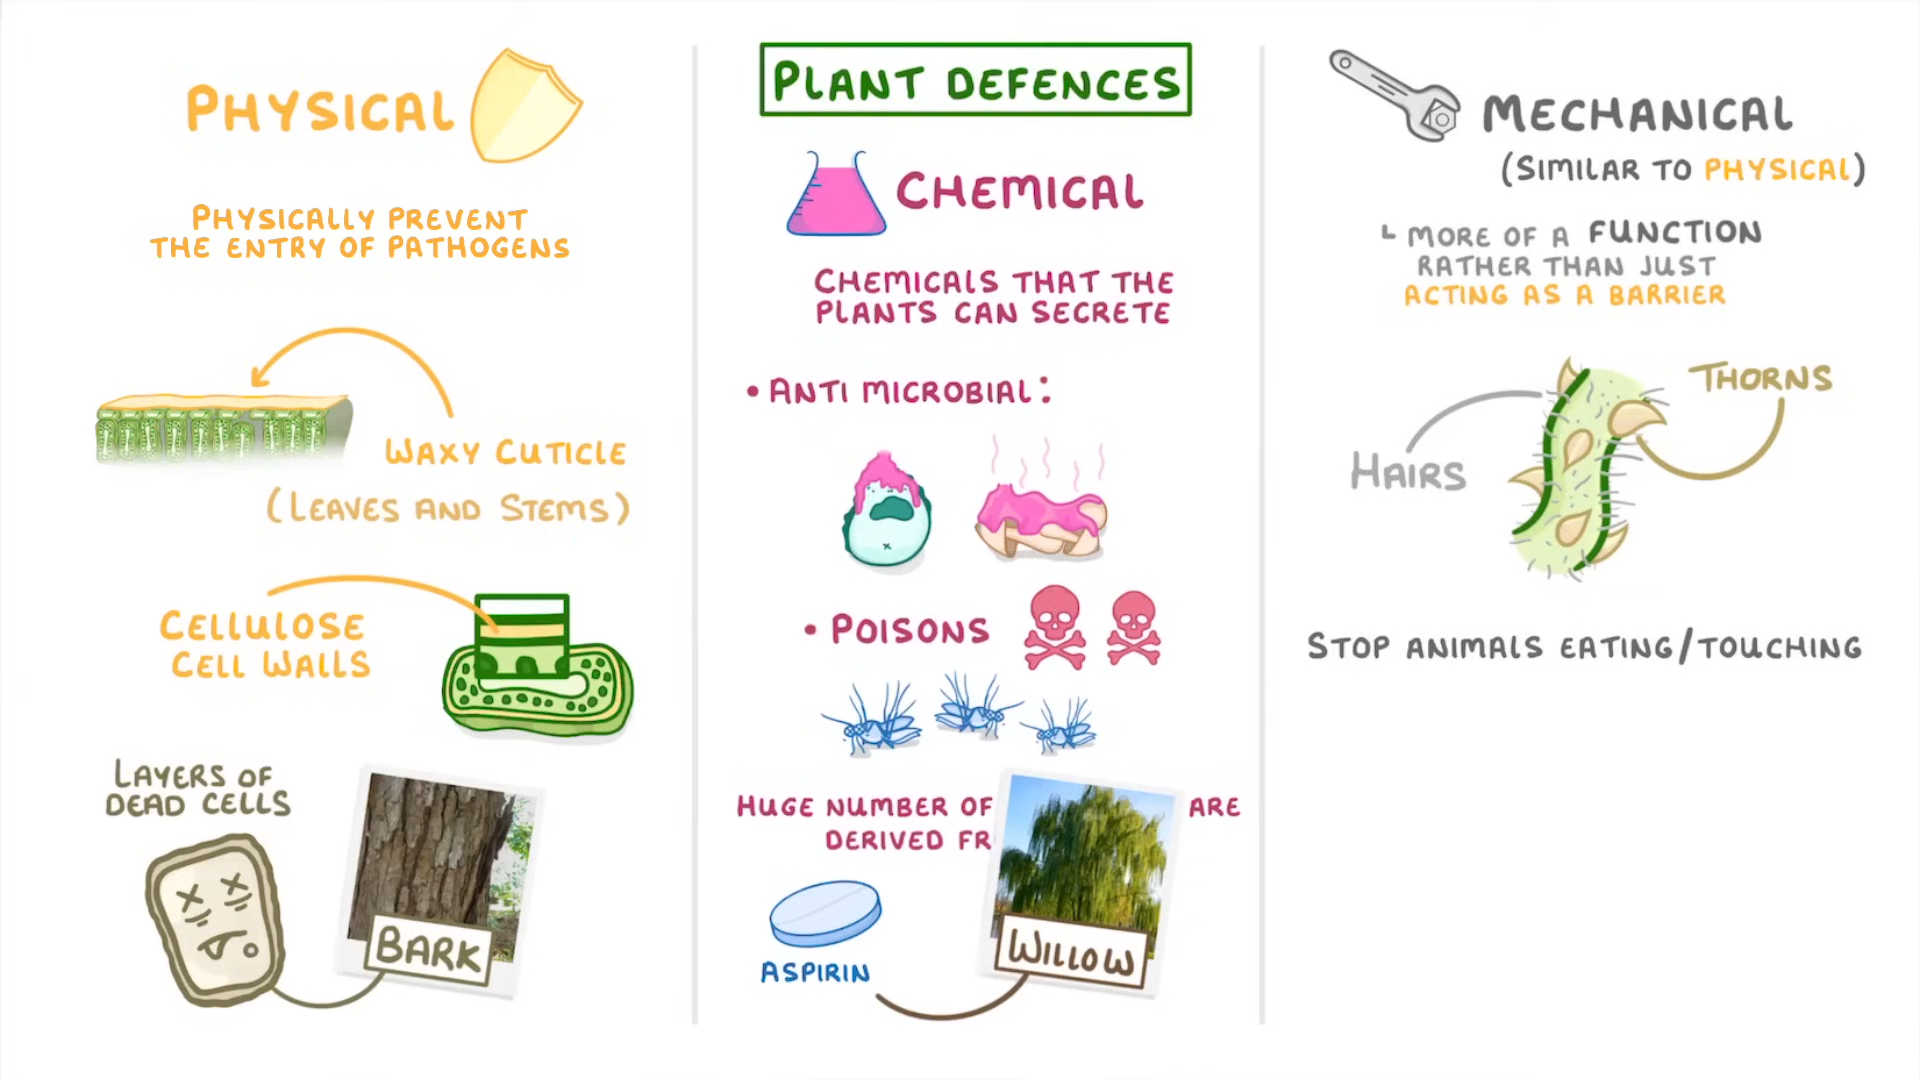 PLANT DEFENCES
PHYSICAL
PHYSICALLY PREVENT
THE ENTRY OF PATHOGENS
WAXY CUTICLE
(LEAVES AND STEMS)
CELLULOSE
CELL WALLS
LAYERS OF
DEAD CELLS
BARK
CHEMICAL
CHEMICALS THAT THE
PLANTS CAN SECRETE
• ANTI MICROBIAL:
• POISONS
HUGE NUMBER OF ARE
DERIVED FR
ASPIRIN
WILLOW
MECHANICAL
(SIMILAR TO PHYSICAL)
MORE OF A FUNCTION
RATHER THAN JUST
ACTING AS A BARRIER
THORNS
HAIRS
STOP ANIMALS EATING/TOUCHING